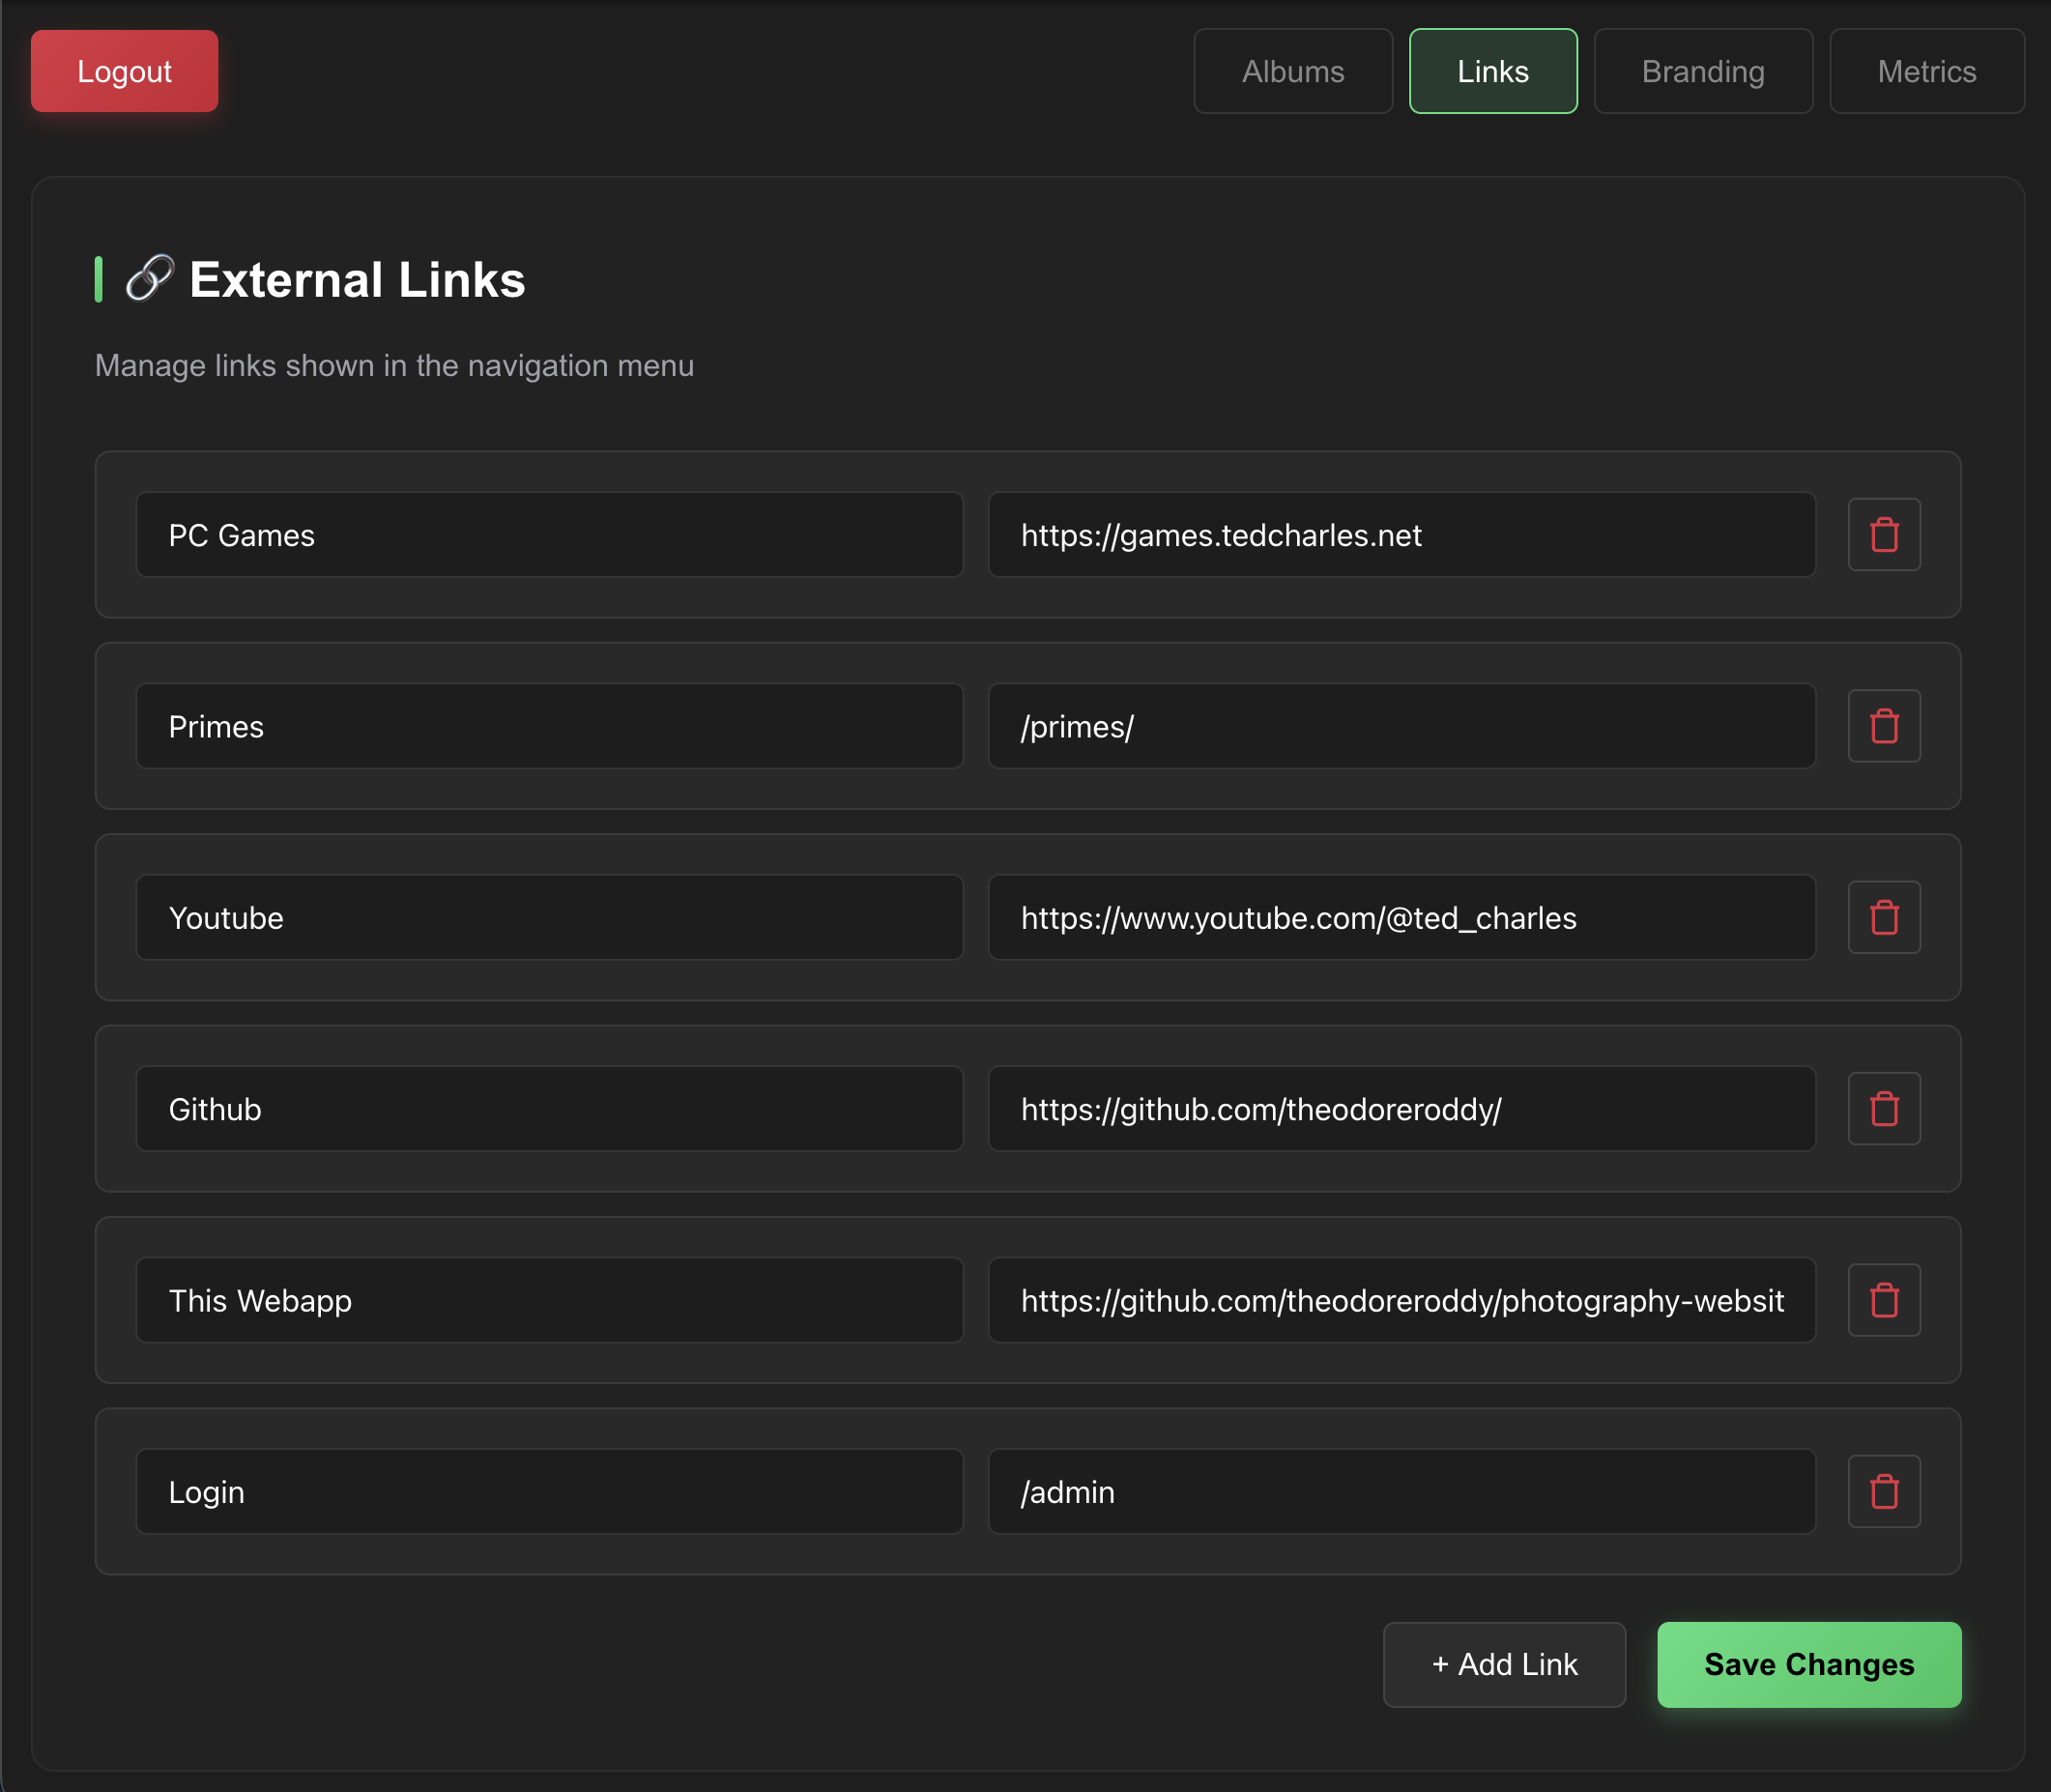 Logout
Albums
Links
Branding
Metrics
External Links
Manage links shown in the navigation menu
PC Games
https://games.tedcharles.net
Primes
/primes/
Youtube
https://www.youtube.com/@ted_charles
Github
https://github.com/theodoreroddy/
This Webapp
https://github.com/theodoreroddy/photography-websit
Login
/admin
+ Add Link
Save Changes